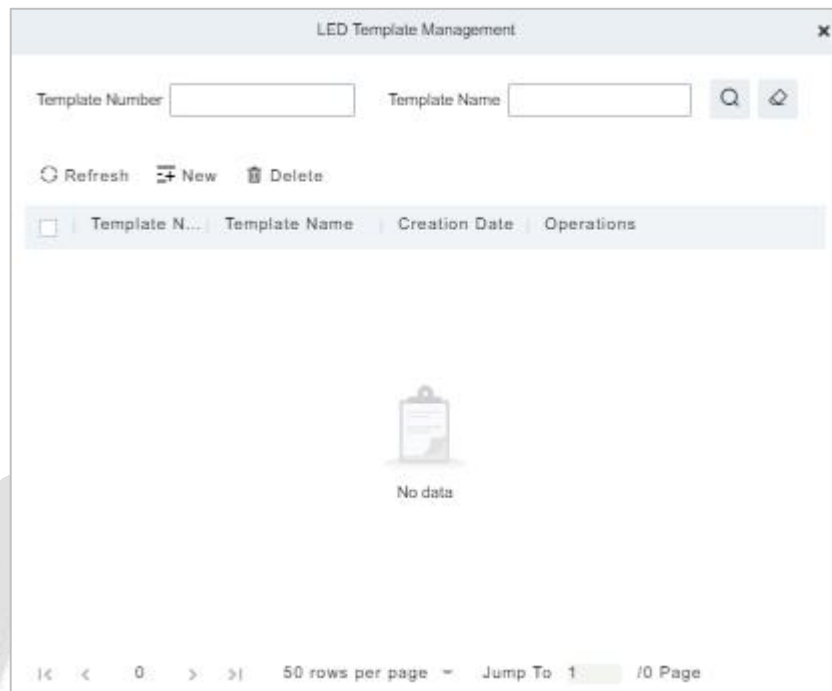 LED Template Management
Template Number Template Name
Refresh New Delete
Template N... Template Name Creation Date Operations
No data
0 50 rows per page Jump To 1 /0 Page